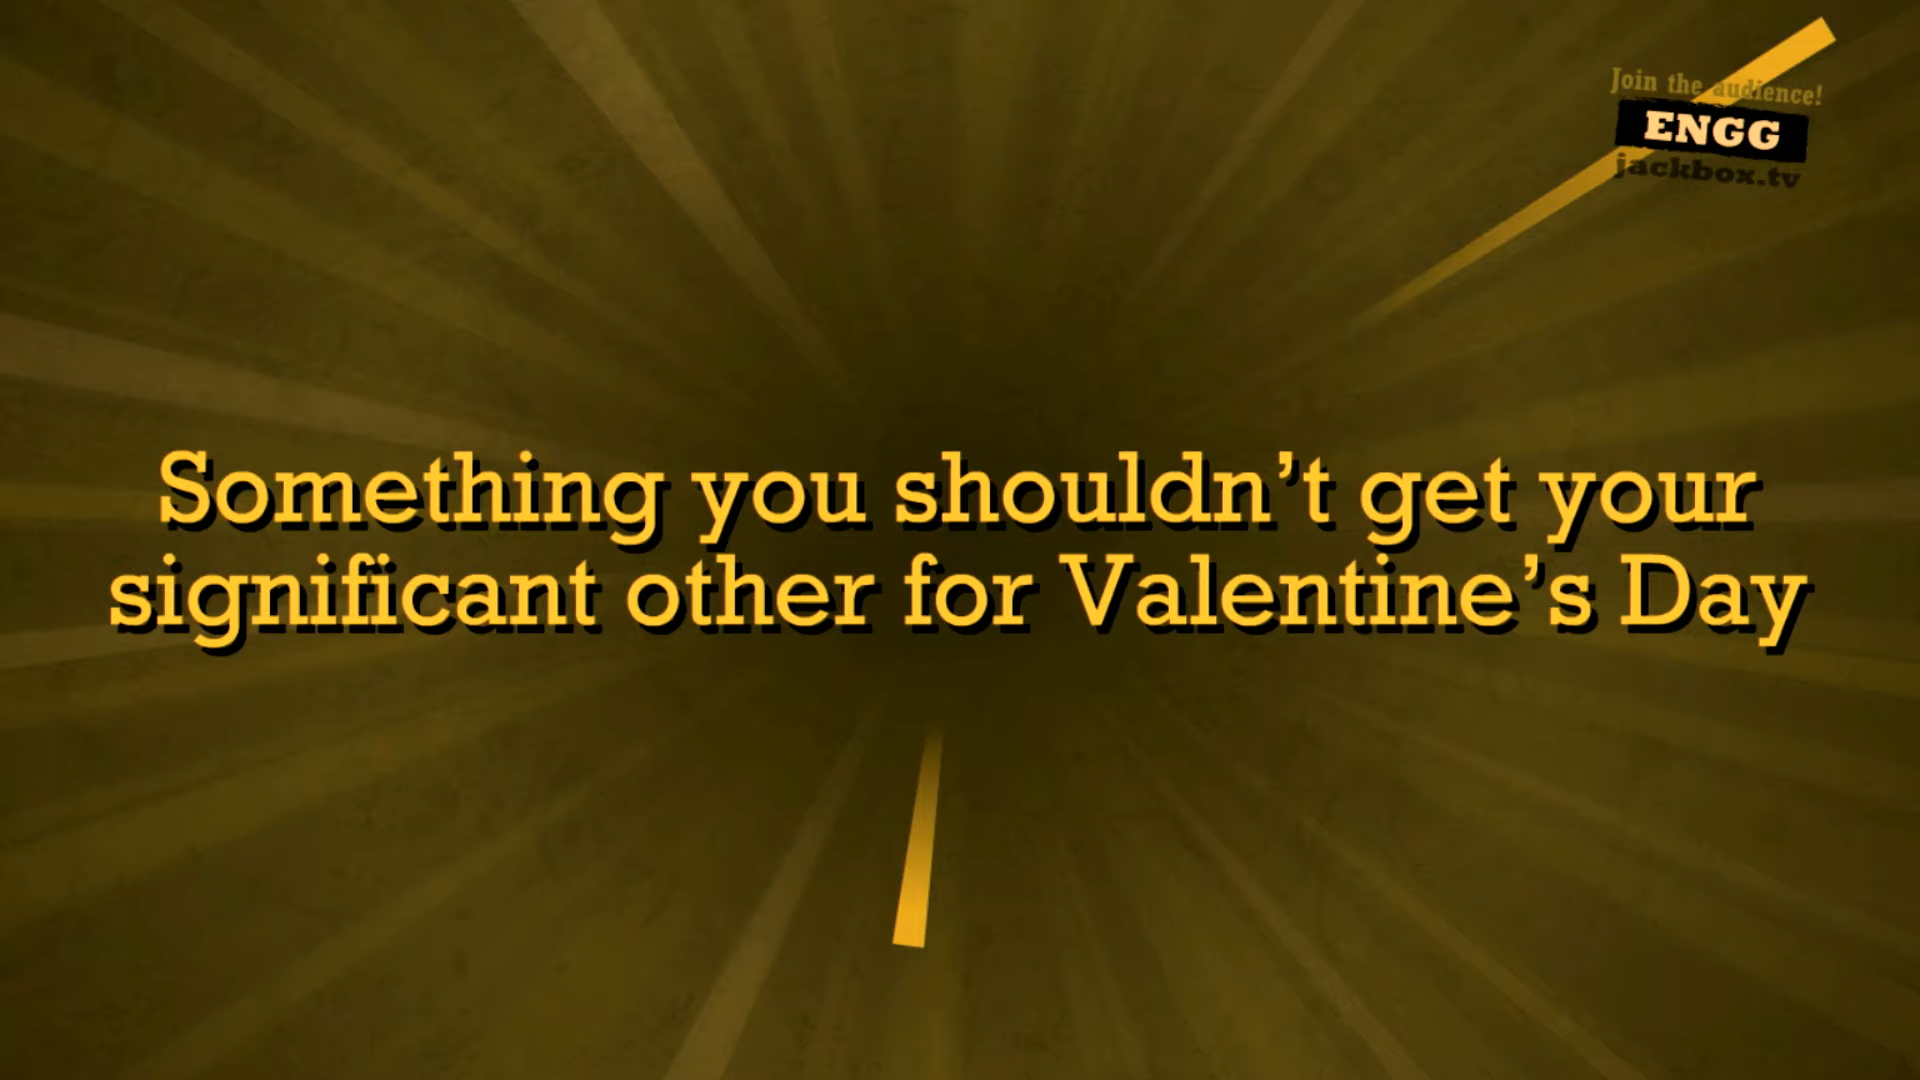 Join the audience!
ENGG
jackbox.tv
Something you shouldn’t get your
significant other for Valentine’s Day